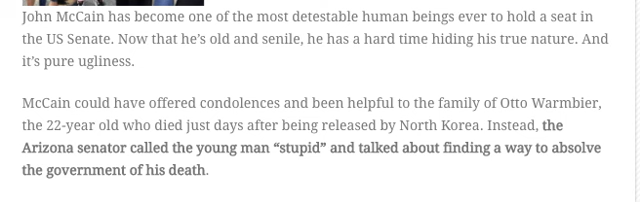 John McCain has become one of the most detestable human beings ever to hold a seat in
the US Senate. Now that he’s old and senile, he has a hard time hiding his true nature. And
it’s pure ugliness.
McCain could have offered condolences and been helpful to the family of Otto Warmbier,
the 22-year old who died just days after being released by North Korea. Instead, the
Arizona senator called the young man “stupid” and talked about finding a way to absolve
the government of his death.